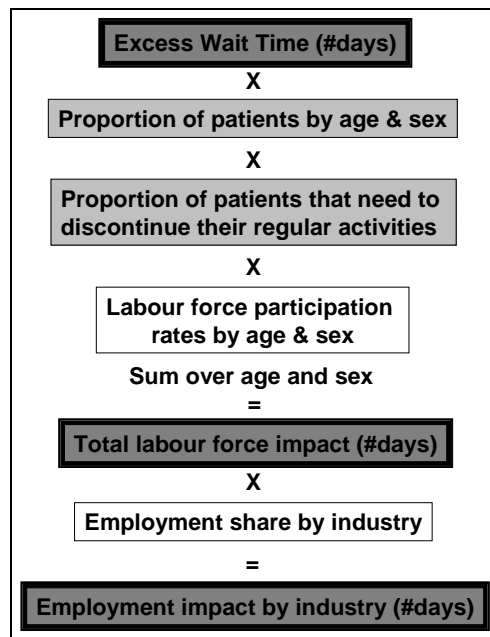 Excess Wait Time (#days)
X
Proportion of patients by age & sex
X
Proportion of patients that need to
discontinue their regular activities
X
Labour force participation
rates by age & sex
Sum over age and sex
=
Total labour force impact (#days)
X
Employment share by industry
=
Employment impact by industry (#days)